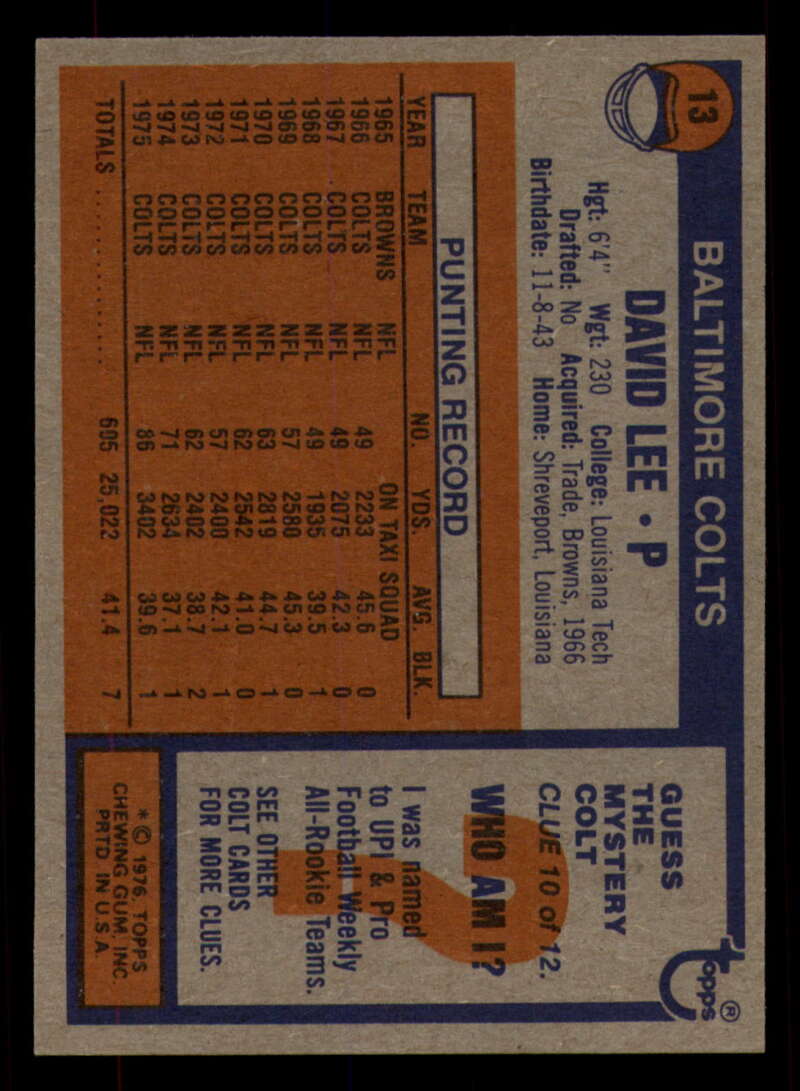 13
BALTIMORE COLTS
DAVID LEE • P
Hgt: 6'4" Wgt: 230 College: Louisiana Tech
Drafted: No Acquired: Trade, Browns, 1966
Birthdate: 11-8-43 Home: Shreveport, Louisiana
PUNTING RECORD
YEAR TEAM NO. YDS. AVG. BLK.
1965 BROWNS NFL ON TAXI SQUAD
1966 COLTS NFL 49 2233 45.6 0
1967 COLTS NFL 49 2075 42.3 0
1968 COLTS NFL 49 1935 39.5 1
1969 COLTS NFL 57 2580 45.3 0
1970 COLTS NFL 63 2819 44.7 1
1971 COLTS NFL 62 2542 41.0 0
1972 COLTS NFL 57 2400 42.1 1
1973 COLTS NFL 62 2402 38.7 2
1974 COLTS NFL 71 2634 37.1 1
1975 COLTS NFL 86 3402 39.6 1
TOTALS .............. 605 25,022 41.4 7
topps®
GUESS
THE
MYSTERY
COLT
CLUE 10 of 12.
?
WHO AM I?
I was named
to UPI & Pro
Football Weekly
All-Rookie Teams.
SEE OTHER
COLT CARDS
FOR MORE CLUES.
* © 1976, TOPPS
CHEWING GUM, INC.
PRTD. IN U.S.A.